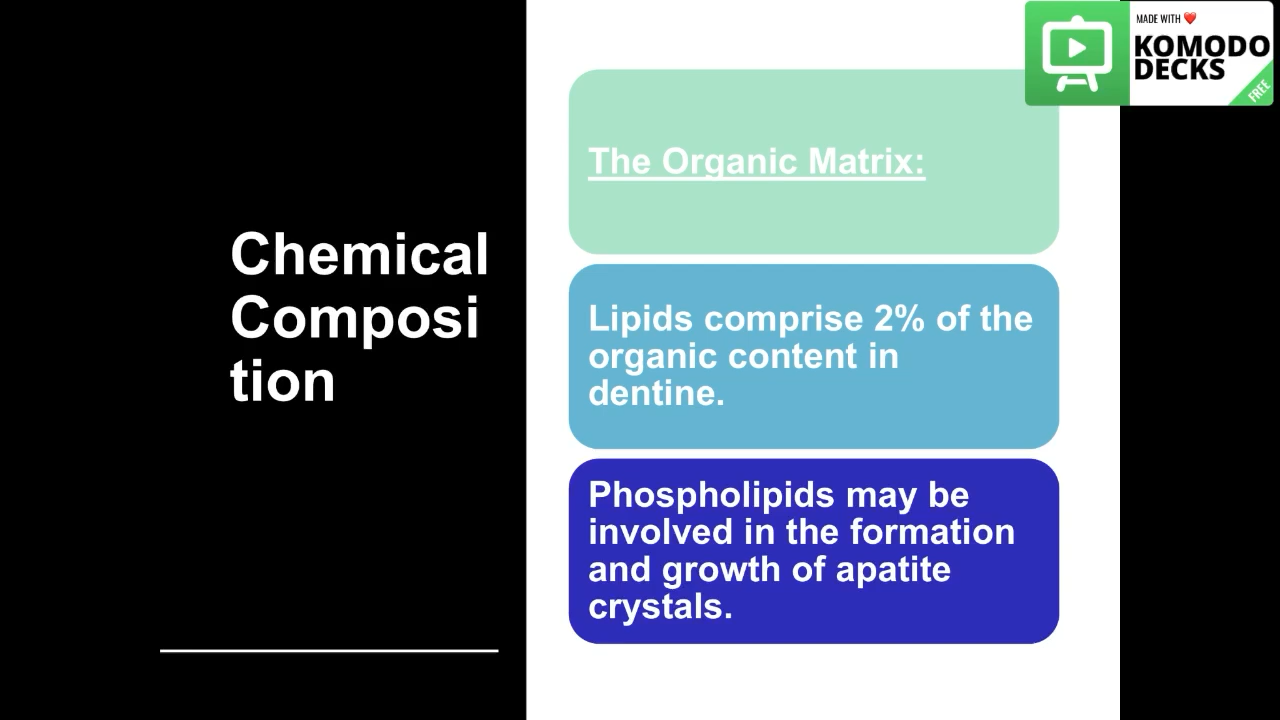 Chemical
Composi
tion
The Organic Matrix:
Lipids comprise 2% of the
organic content in
dentine.
Phospholipids may be
involved in the formation
and growth of apatite
crystals.
MADE WITH ❤️
KOMODO
DECKS
FREE